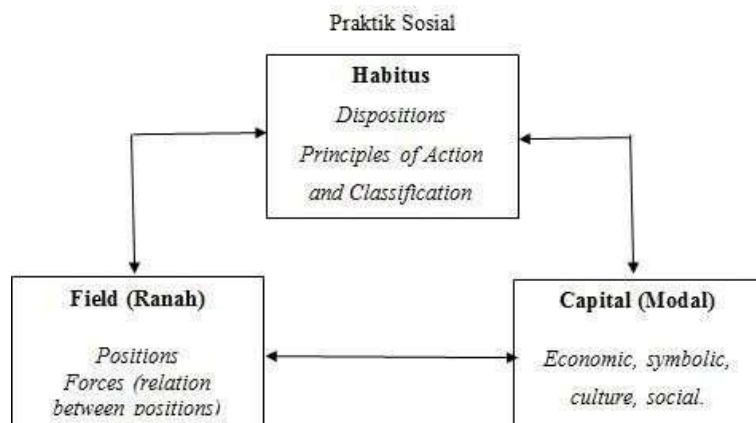 Praktik Sosial
Habitus
Dispositions
Principles of Action
and Classification
Field (Ranah)
Positions
Forces (relation
between positions)
Capital (Modal)
Economic, symbolic,
culture, social.